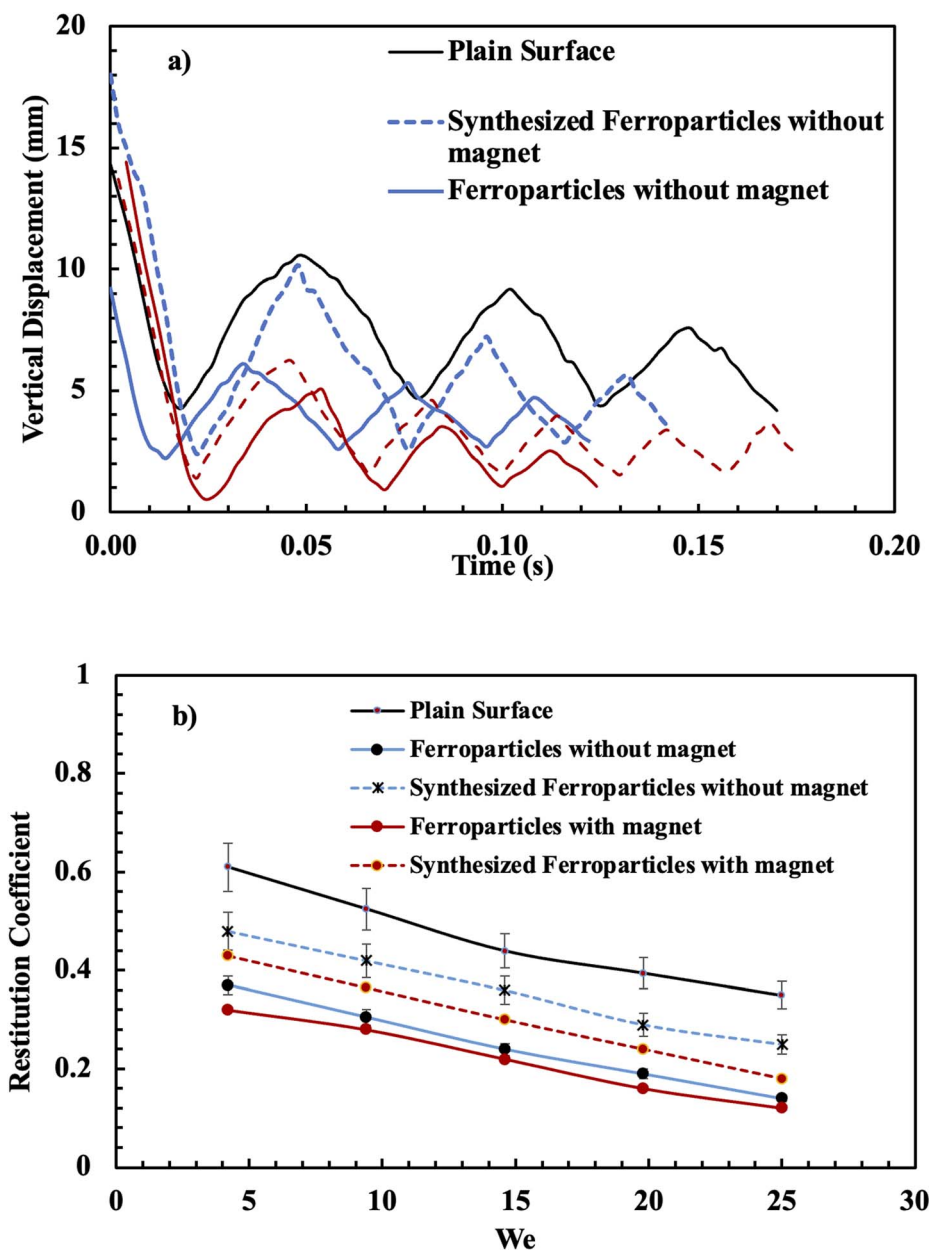 20
a)
Plain Surface
Synthesized Ferroparticles without
magnet
Ferroparticles without magnet
15
10
5
0
Vertical Displacement (mm)
0.00 0.05 0.10 0.15 0.20
Time (s)
1
b)
Plain Surface
Ferroparticles without magnet
Synthesized Ferroparticles without magnet
Ferroparticles with magnet
Synthesized Ferroparticles with magnet
0.8
0.6
0.4
0.2
0
Restitution Coefficient
0 5 10 15 20 25 30
We